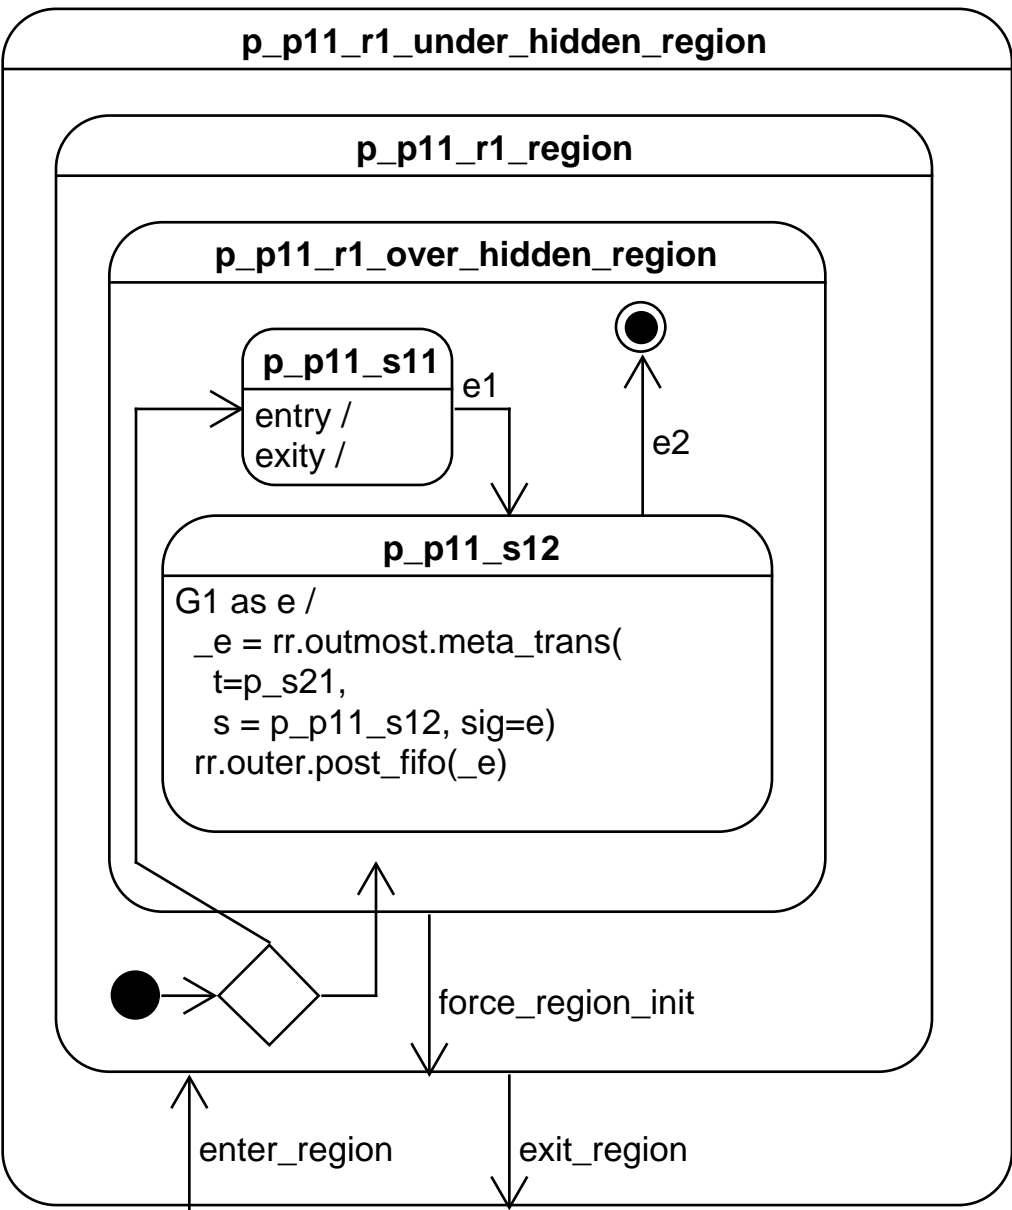 p_p11_r1_under_hidden_region
p_p11_r1_region
p_p11_r1_over_hidden_region
p_p11_s11
entry /
exity /
e1
e2
p_p11_s12
G1 as e /
_e = rr.outmost.meta_trans(
t=p_s21,
s = p_p11_s12, sig=e)
rr.outer.post_fifo(_e)
force_region_init
enter_region
exit_region